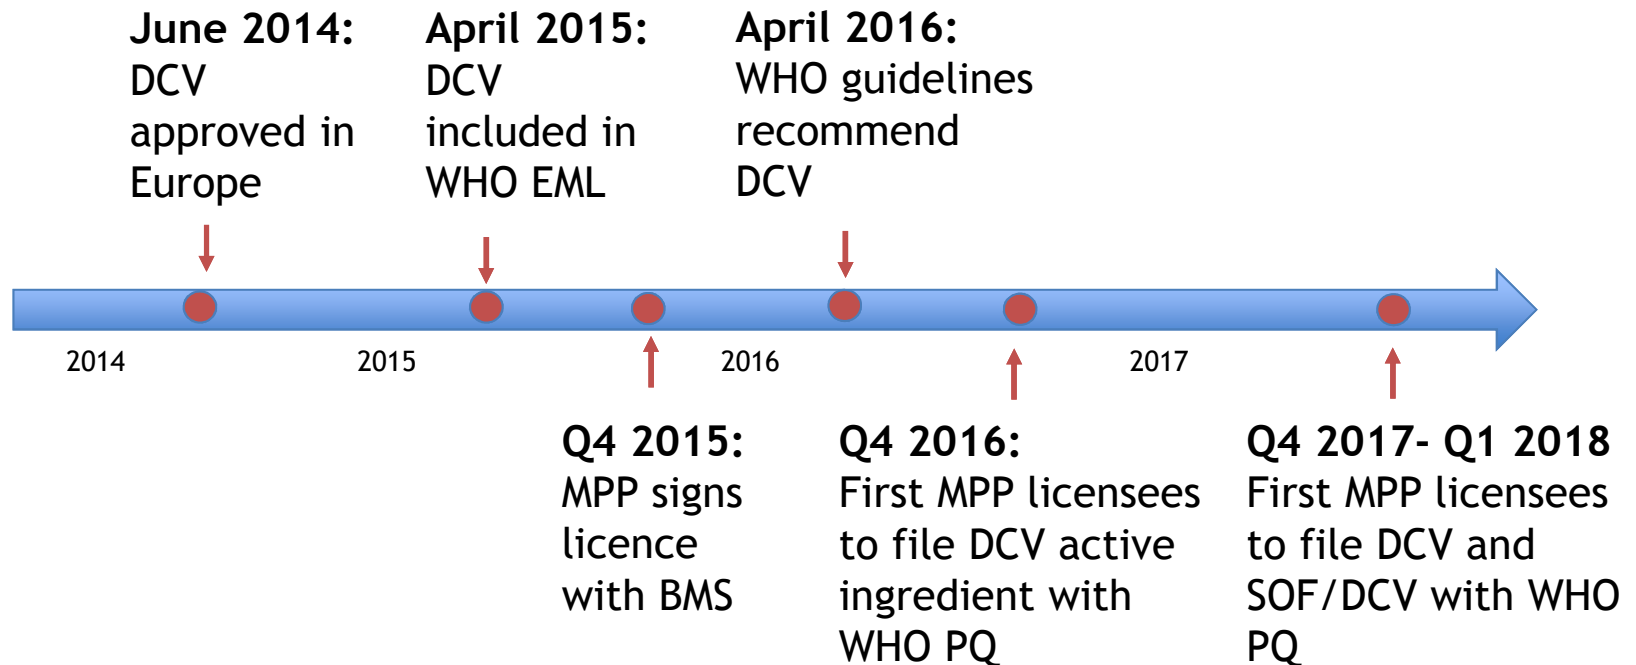 June 2014:
DCV
approved in
Europe
April 2015:
DCV
included in
WHO EML
April 2016:
WHO guidelines
recommend
DCV
2014
2015
2016
2017
Q4 2015:
MPP signs
licence
with BMS
Q4 2016:
First MPP licensees
to file DCV active
ingredient with
WHO PQ
Q4 2017- Q1 2018
First MPP licensees
to file DCV and
SOF/DCV with WHO
PQ